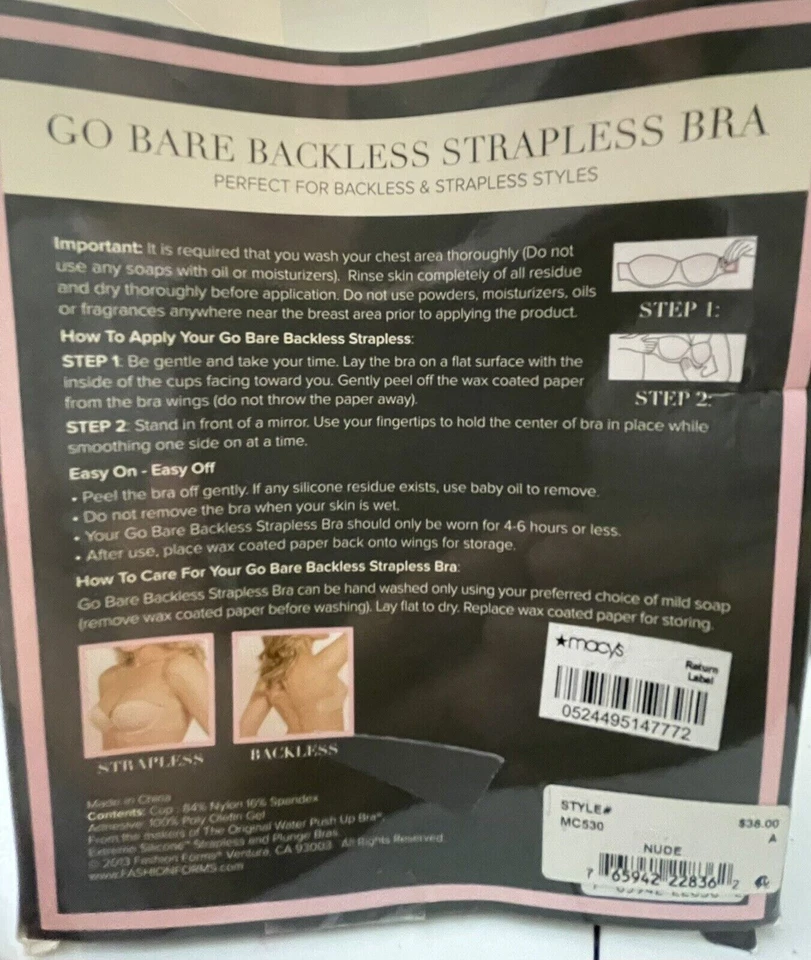 GO BARE BACKLESS STRAPLESS BRA
PERFECT FOR BACKLESS & STRAPLESS STYLES
Important: It is required that you wash your chest area thoroughly (Do not
use any soaps with oil or moisturizers). Rinse skin completely of all residue
and dry thoroughly before application. Do not use powders, moisturizers, oils
or fragrances anywhere near the breast area prior to applying the product.
STEP 1:
How To Apply Your Go Bare Backless Strapless:
STEP 1: Be gentle and take your time. Lay the bra on a flat surface with the
inside of the cups facing toward you. Gently peel off the wax coated paper
from the bra wings (do not throw the paper away).
STEP 2:
STEP 2: Stand in front of a mirror. Use your fingertips to hold the center of bra in place while
smoothing one side on at a time.
Easy On - Easy Off
• Peel the bra off gently. If any silicone residue exists, use baby oil to remove.
• Do not remove the bra when your skin is wet.
• Your Go Bare Backless Strapless Bra should only be worn for 4-6 hours or less.
• After use, place wax coated paper back onto wings for storage.
How To Care For Your Go Bare Backless Strapless Bra:
Go Bare Backless Strapless Bra can be hand washed only using your preferred choice of mild soap
(remove wax coated paper before washing). Lay flat to dry. Replace wax coated paper for storing.
★macy's
Return
Label
0524495147772
STRAPLESS
BACKLESS
Made in China
Contents: Cup : 84% Nylon 16% Spandex
Adhesive: 100% Poly Olefin Gel
From the makers of The Original Water Push Up Bra®,
Extreme Silicone™ Strapless and Plunge Bras
© 2013 Fashion Forms® Ventura, CA 93003 All Rights Reserved
www.FASHIONFORMS.com
STYLE#
MC530
$38.00
A
NUDE
7 65942 22836 2